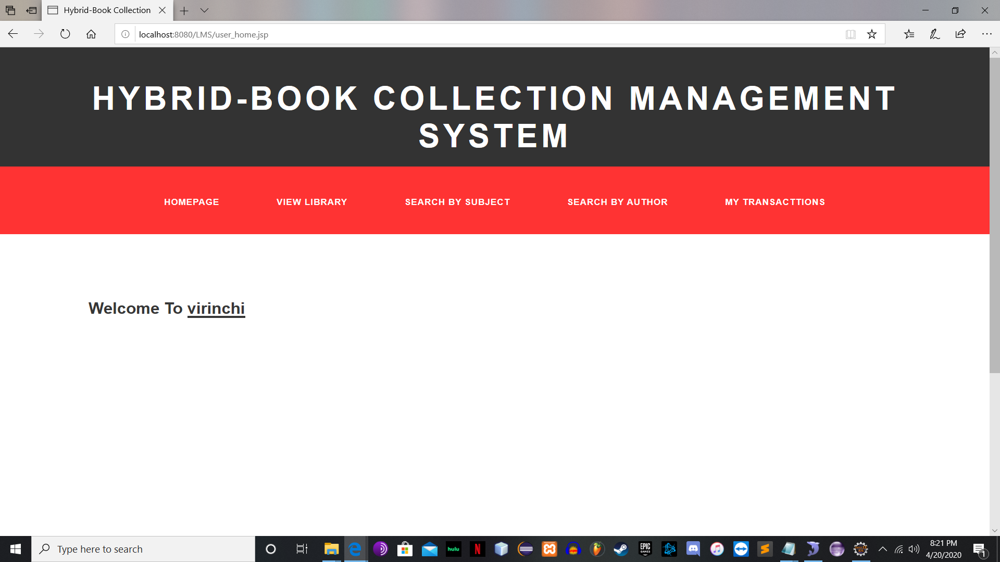 Hybrid-Book Collection
localhost:8080/LMS/user_home.jsp
HYBRID-BOOK COLLECTION MANAGEMENT
SYSTEM
HOMEPAGE VIEW LIBRARY SEARCH BY SUBJECT SEARCH BY AUTHOR MY TRANSACTTIONS
Welcome To virinchi
Type here to search
hulu
N
EPIC
GAMES
8:21 PM
4/20/2020
1